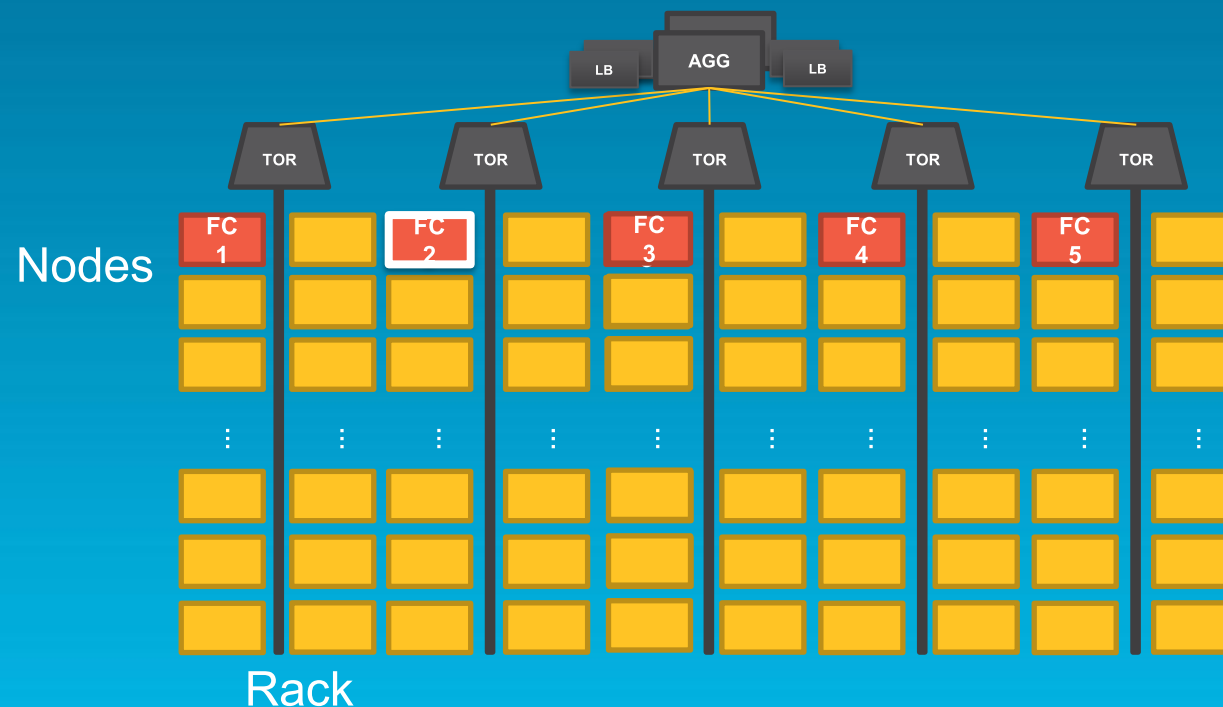 AGG
LB
LB
TOR
TOR
TOR
TOR
TOR
FC
1
FC
2
FC
3
FC
4
FC
5
Nodes
⋮ ⋮ ⋮ ⋮ ⋮ ⋮ ⋮ ⋮ ⋮ ⋮
Rack